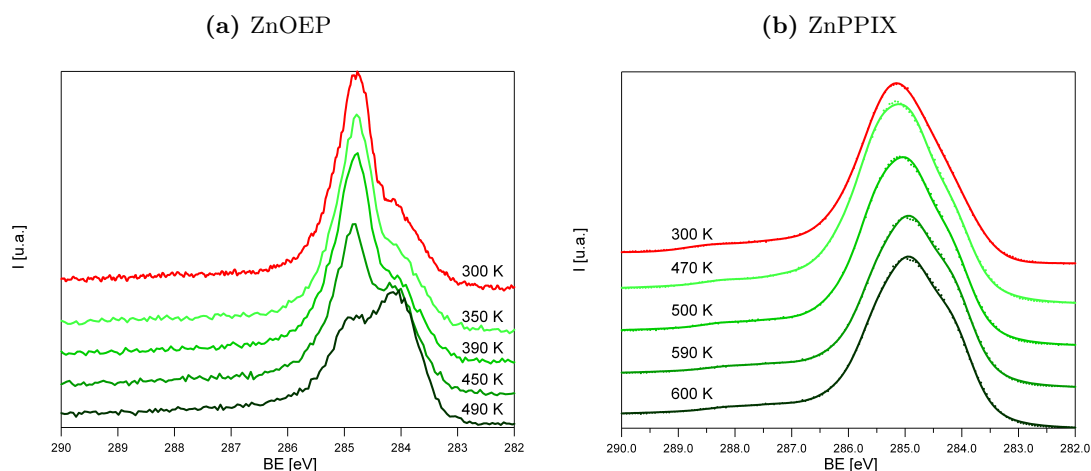 (a) ZnOEP
I [u.a.]
300 K
350 K
390 K
450 K
490 K
290 289 288 287 286 285 284 283 282
BE [eV]
(b) ZnPPIX
I [u.a.]
300 K
470 K
500 K
590 K
600 K
290.0 289.0 288.0 287.0 286.0 285.0 284.0 283.0 282.0
BE [eV]